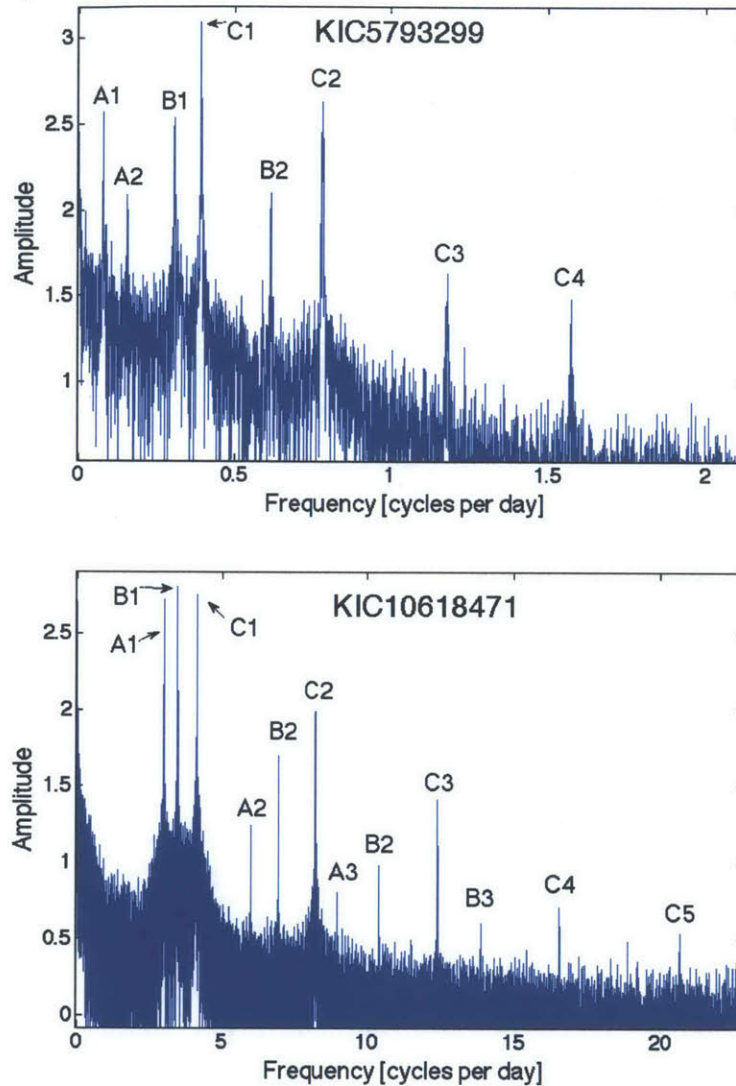 KIC5793299
C1
A1
B1
C2
A2
B2
C3
C4
3
2.5
2
1.5
1
Amplitude
0 0.5 1 1.5 2
Frequency [cycles per day]
KIC10618471
B1
C1
A1
C2
B2
C3
A2
B2
A3
C4
B3
C5
2.5
2
1.5
1
0.5
0
Amplitude
0 5 10 15 20
Frequency [cycles per day]